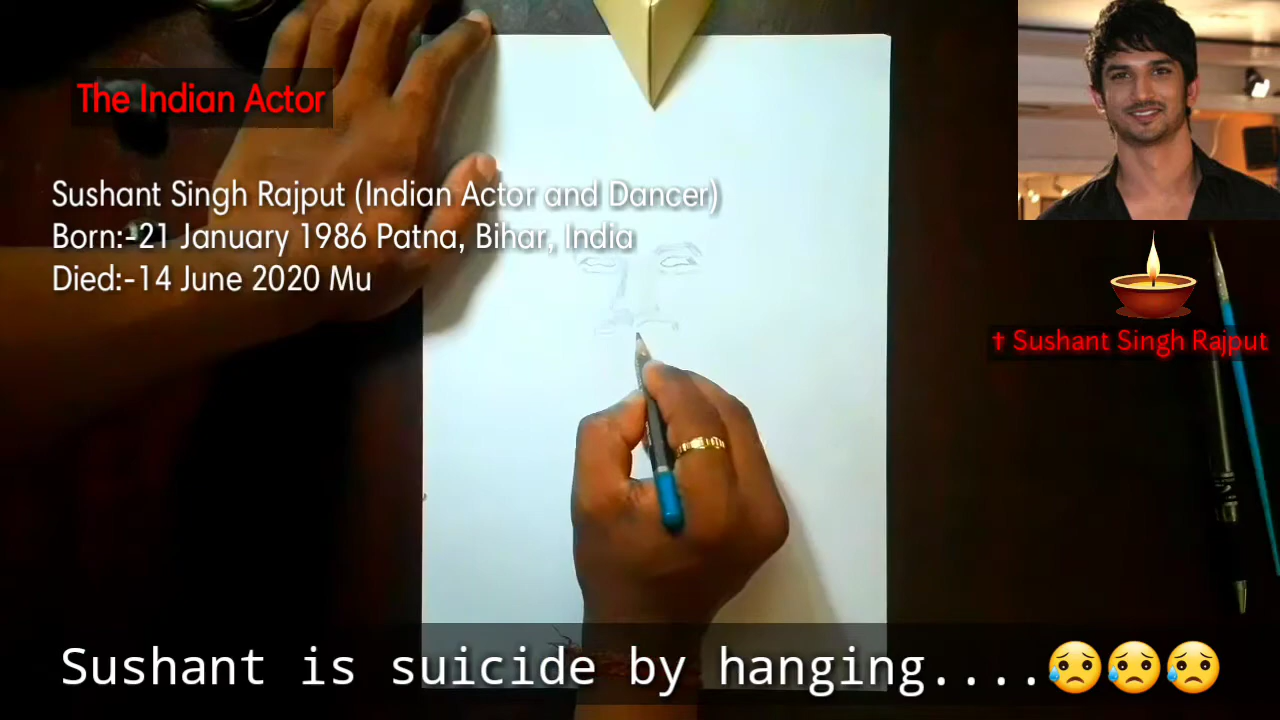 The Indian Actor
Sushant Singh Rajput (Indian Actor and Dancer)
Born:-21 January 1986 Patna, Bihar, India
Died:-14 June 2020 Mu
† Sushant Singh Rajput
Sushant is suicide by hanging....😥😥😥